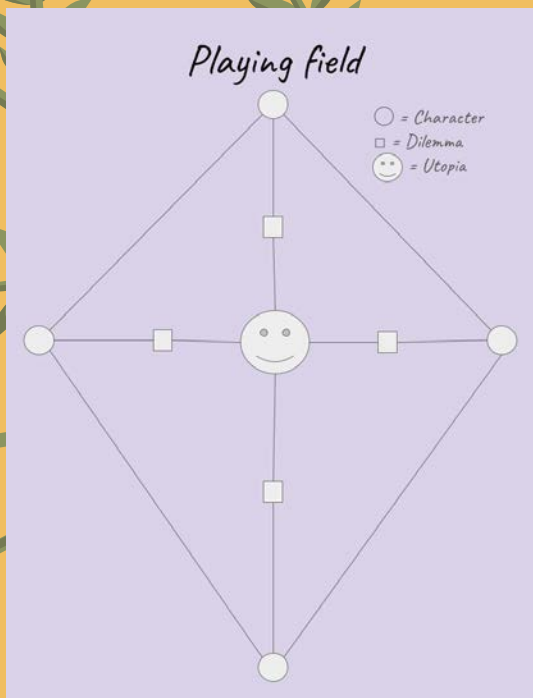 Playing field
= Character
= Dilemma
= Utopia